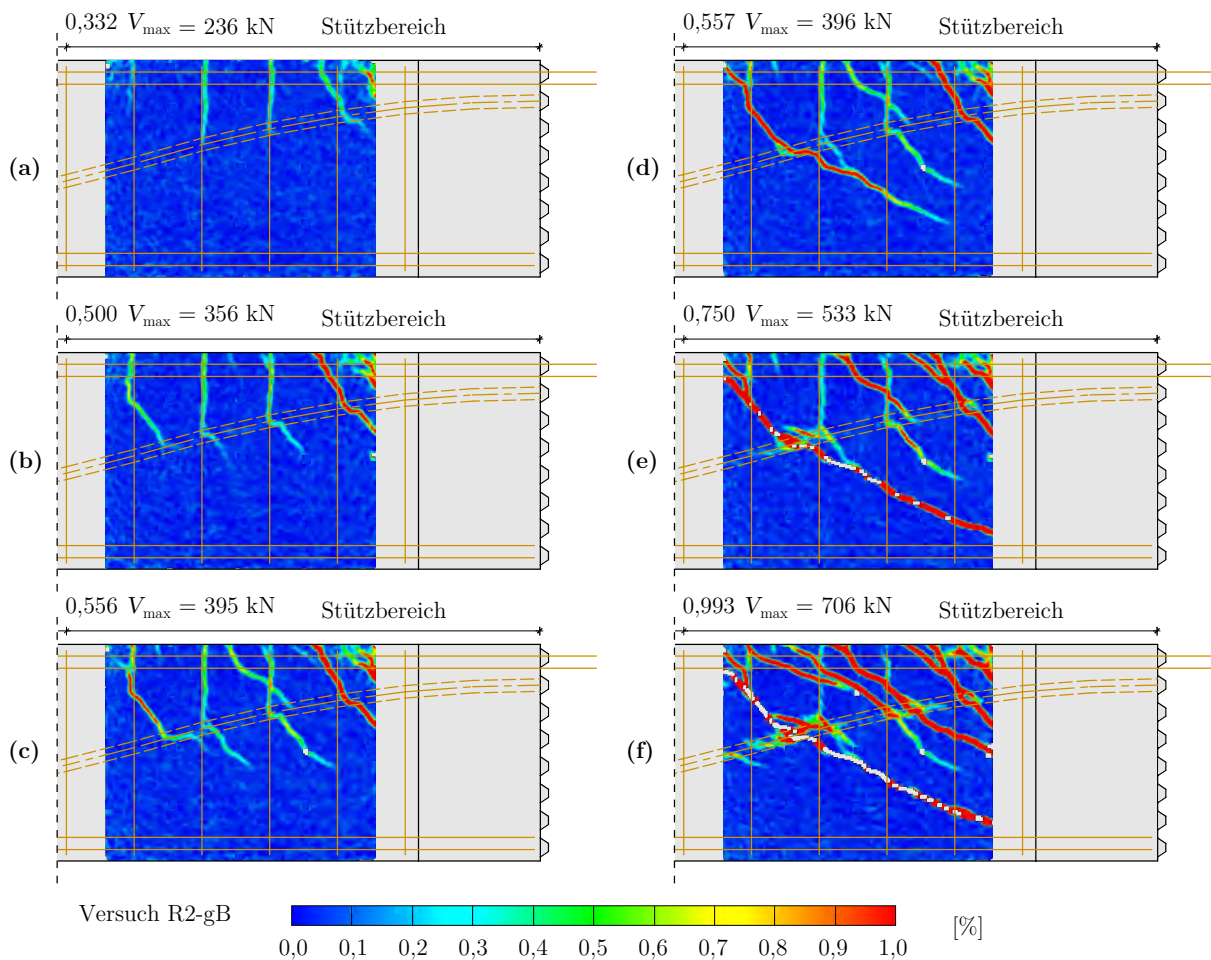 0,332 Vmax = 236 kN Stützbereich
(a)
0,500 Vmax = 356 kN Stützbereich
(b)
0,556 Vmax = 395 kN Stützbereich
(c)
0,557 Vmax = 396 kN Stützbereich
(d)
0,750 Vmax = 533 kN Stützbereich
(e)
0,993 Vmax = 706 kN Stützbereich
(f)
Versuch R2-gB
[%]
0,0 0,1 0,2 0,3 0,4 0,5 0,6 0,7 0,8 0,9 1,0